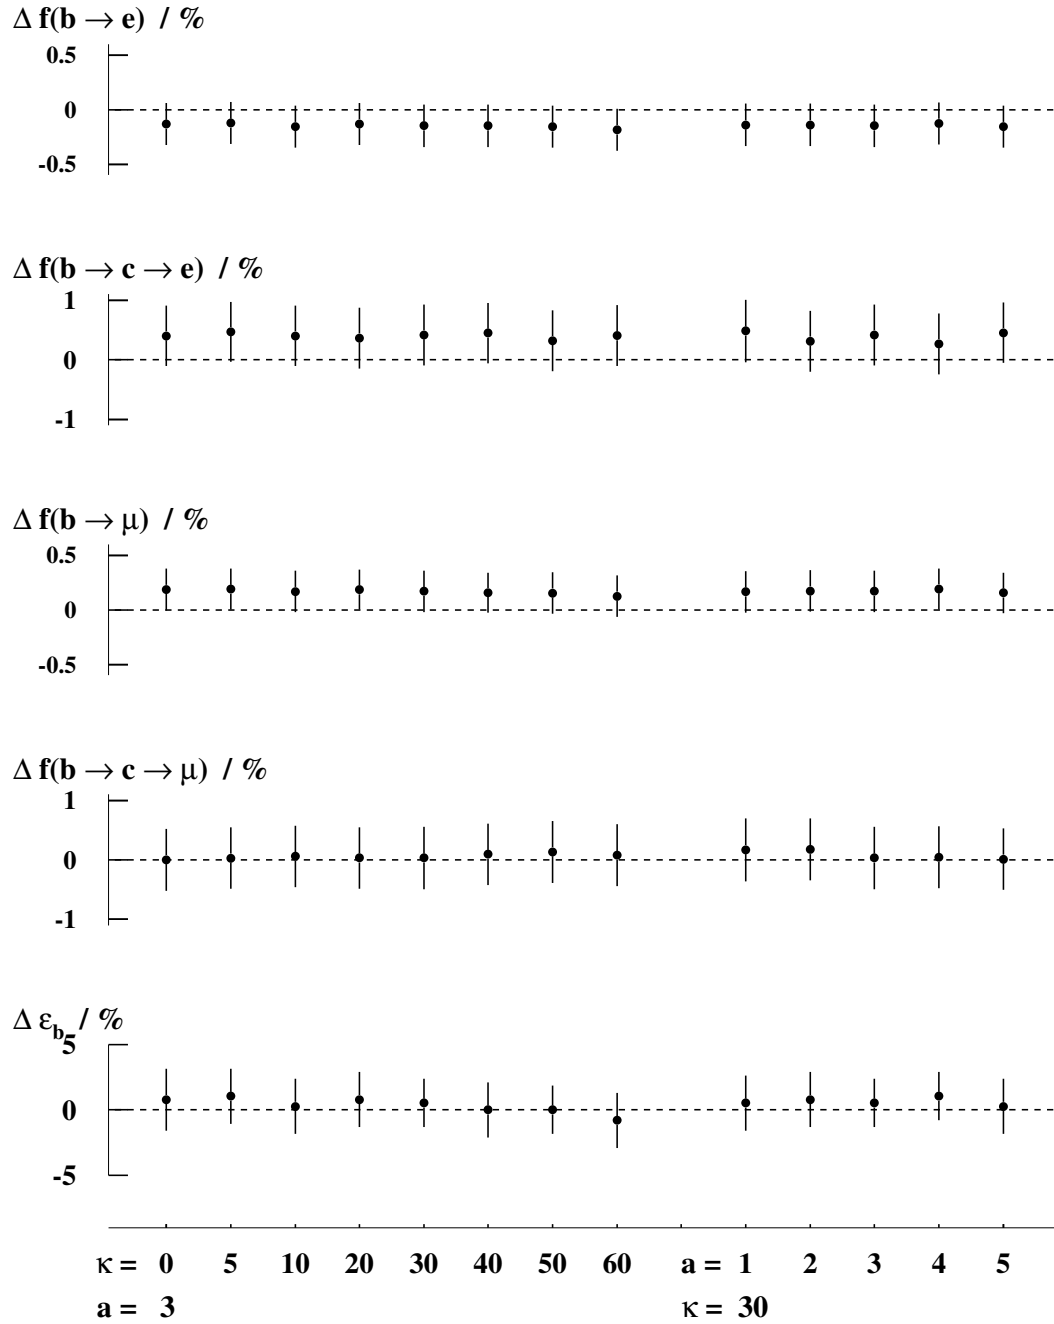 Δ f(b → e) / %
0.5
0
-0.5
Δ f(b → c → e) / %
1
0
-1
Δ f(b → μ) / %
0.5
0
-0.5
Δ f(b → c → μ) / %
1
0
-1
Δ ε_b / %
5
0
-5
κ = 0 5 10 20 30 40 50 60 a = 1 2 3 4 5
a = 3 κ = 30